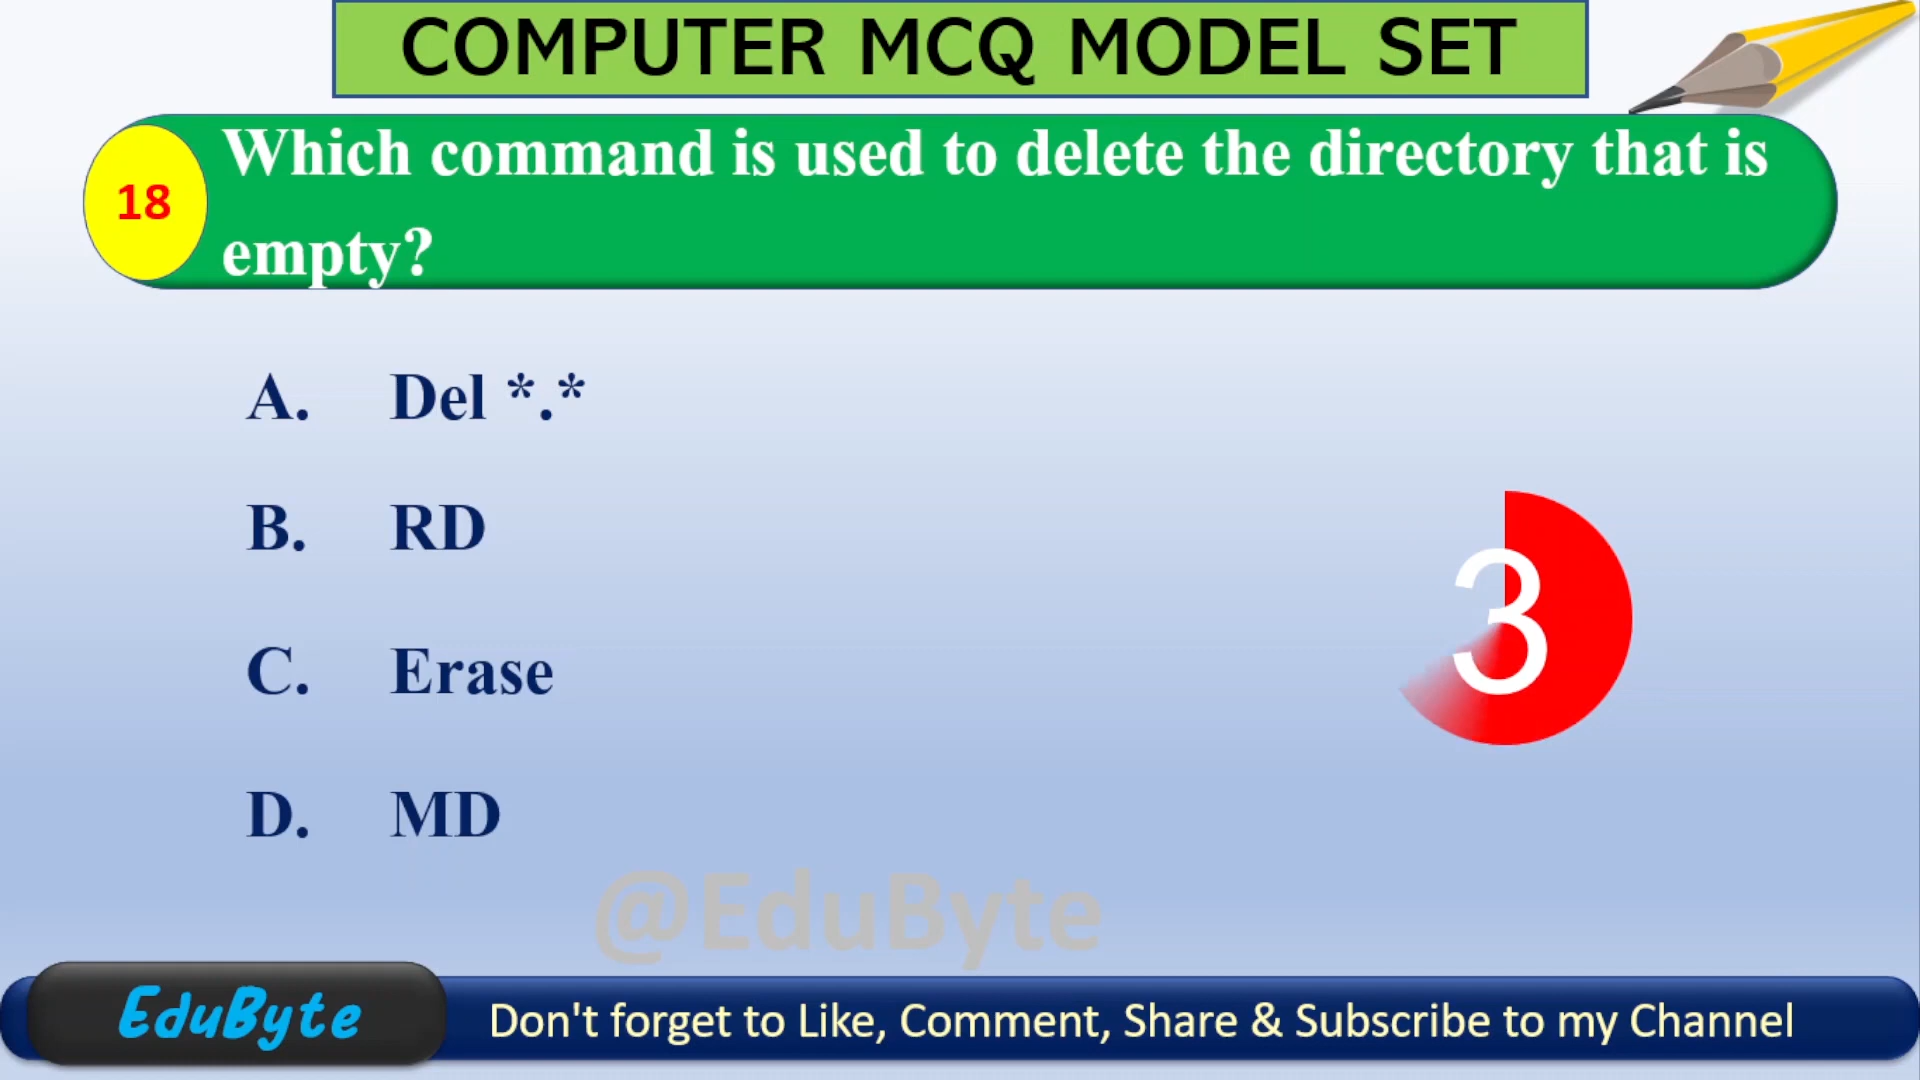 COMPUTER MCQ MODEL SET
18
Which command is used to delete the directory that is
empty?
A. Del *.*
B. RD
3
C. Erase
D. MD
@EduByte
EduByte
Don't forget to Like, Comment, Share & Subscribe to my Channel